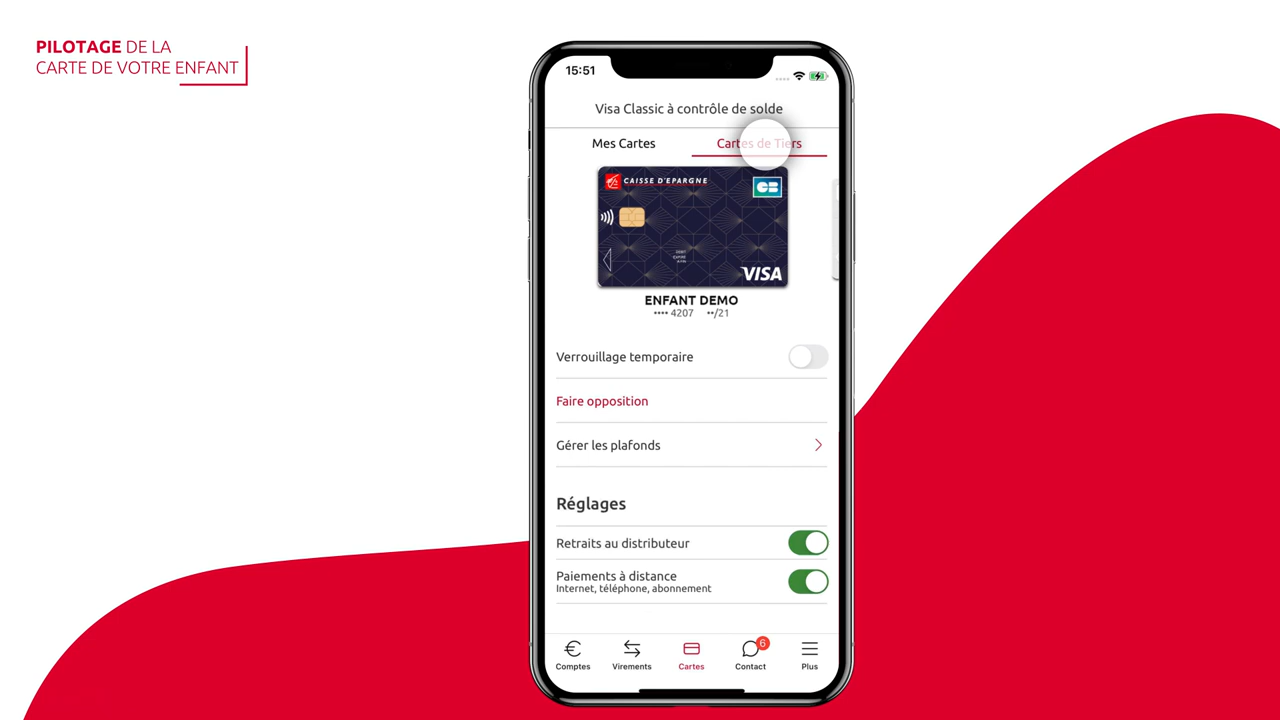 PILOTAGE DE LA
CARTE DE VOTRE ENFANT
15:51
Visa Classic à contrôle de solde
Mes Cartes
Cartes de Tiers
CAISSE D'EPARGNE
CB
VISA
ENFANT DEMO
•••• 4207 ••/21
Verrouillage temporaire
Faire opposition
Gérer les plafonds
Réglages
Retraits au distributeur
Paiements à distance
Internet, téléphone, abonnement
6
Comptes
Virements
Cartes
Contact
Plus